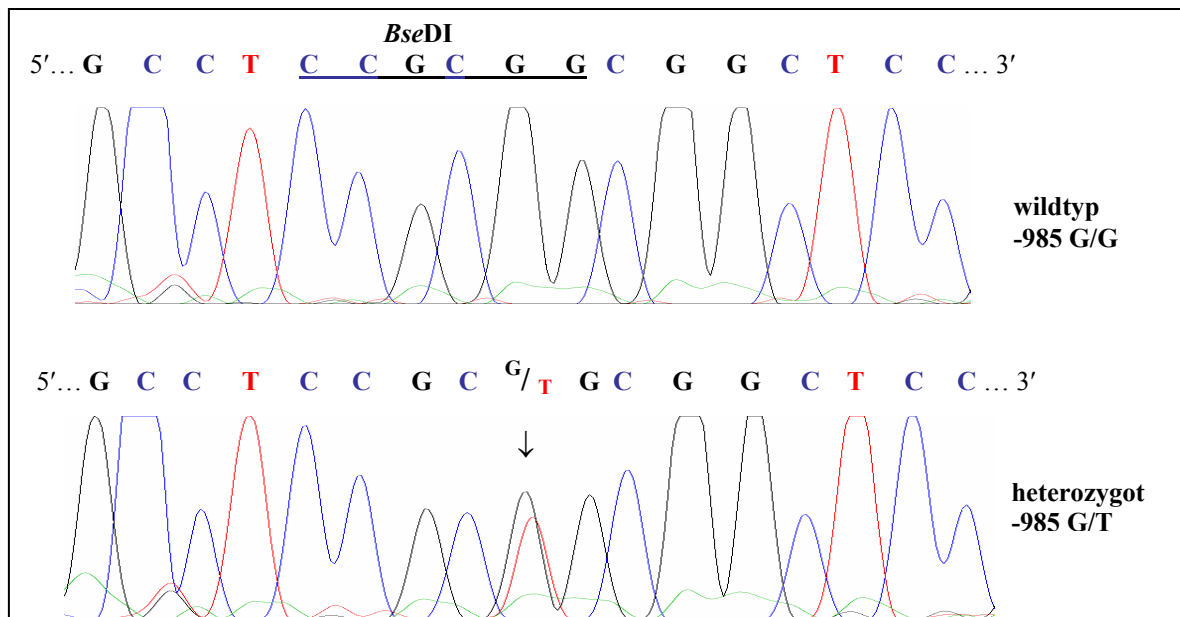 BseDI
5′… G C C T C C G C G G C G G C T C C … 3′
wildtyp
-985 G/G
5′… G C C T C C G C G/T G C G G C T C C … 3′
↓
heterozygot
-985 G/T